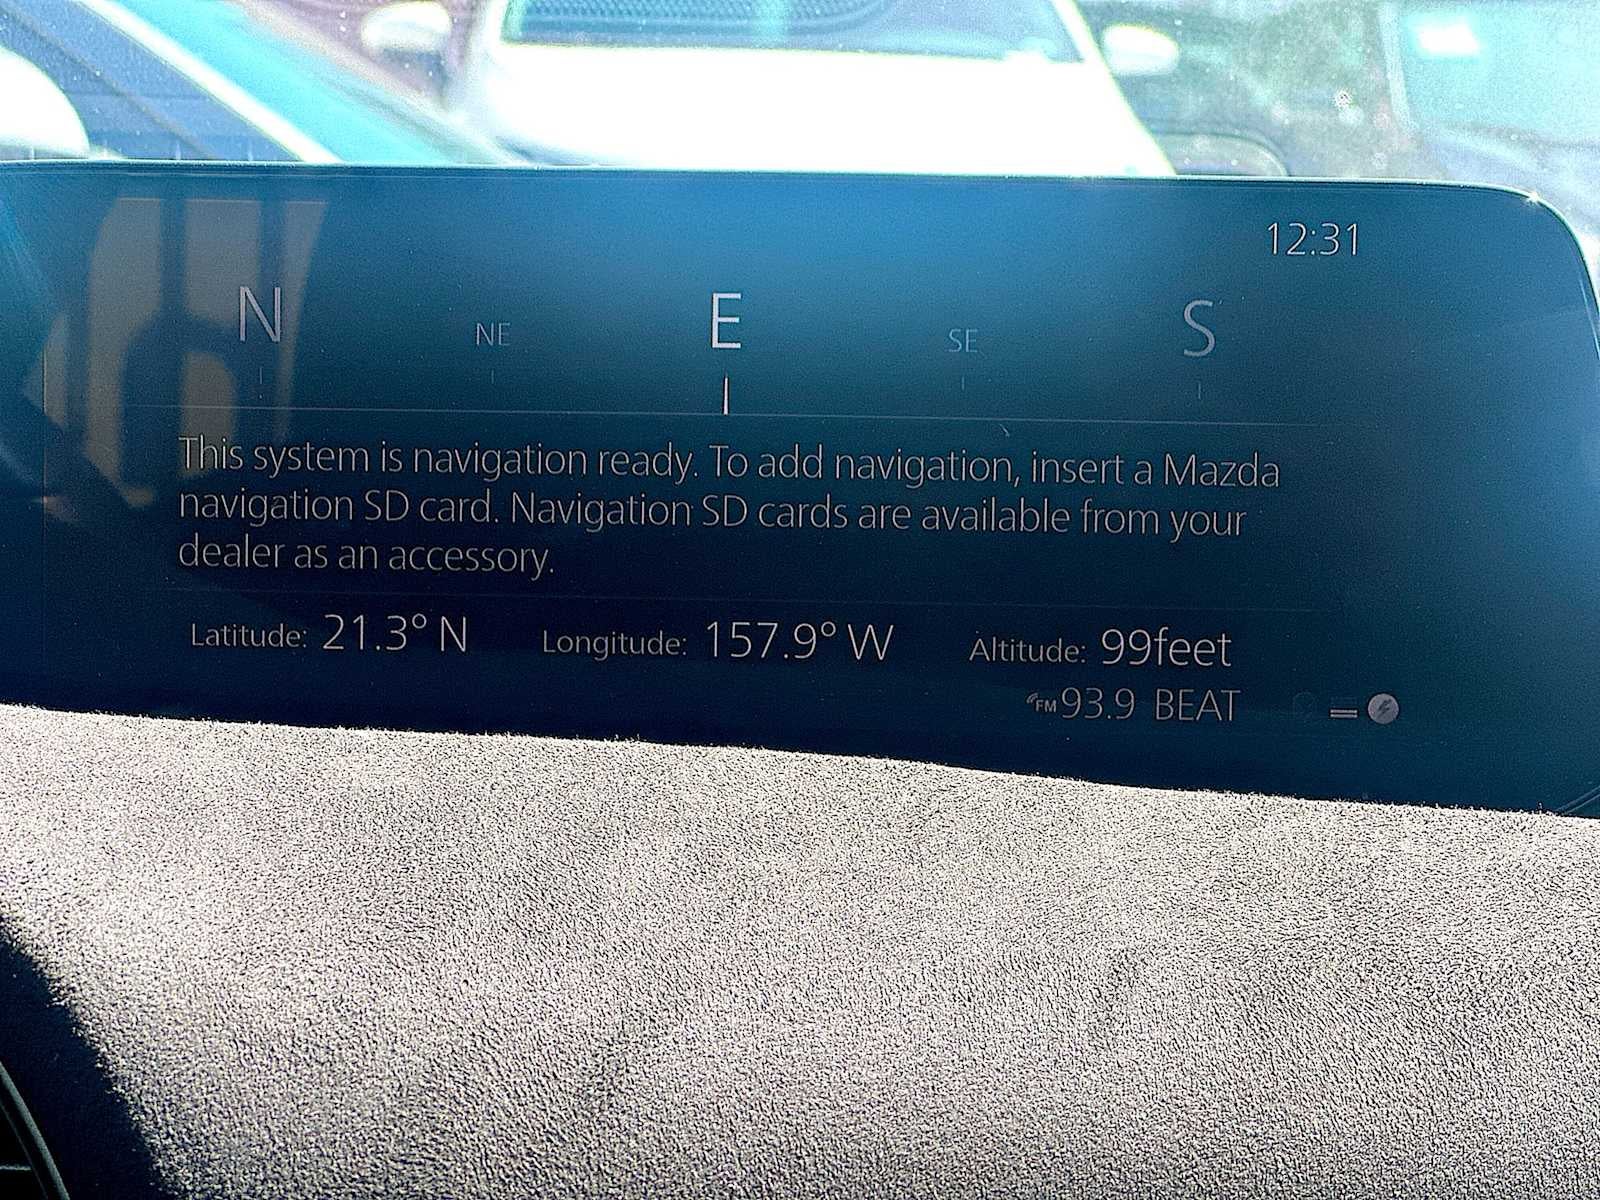 12:31
N NE E SE S
This system is navigation ready. To add navigation, insert a Mazda
navigation SD card. Navigation SD cards are available from your
dealer as an accessory.
Latitude: 21.3° N Longitude: 157.9° W Altitude: 99feet
FM 93.9 BEAT